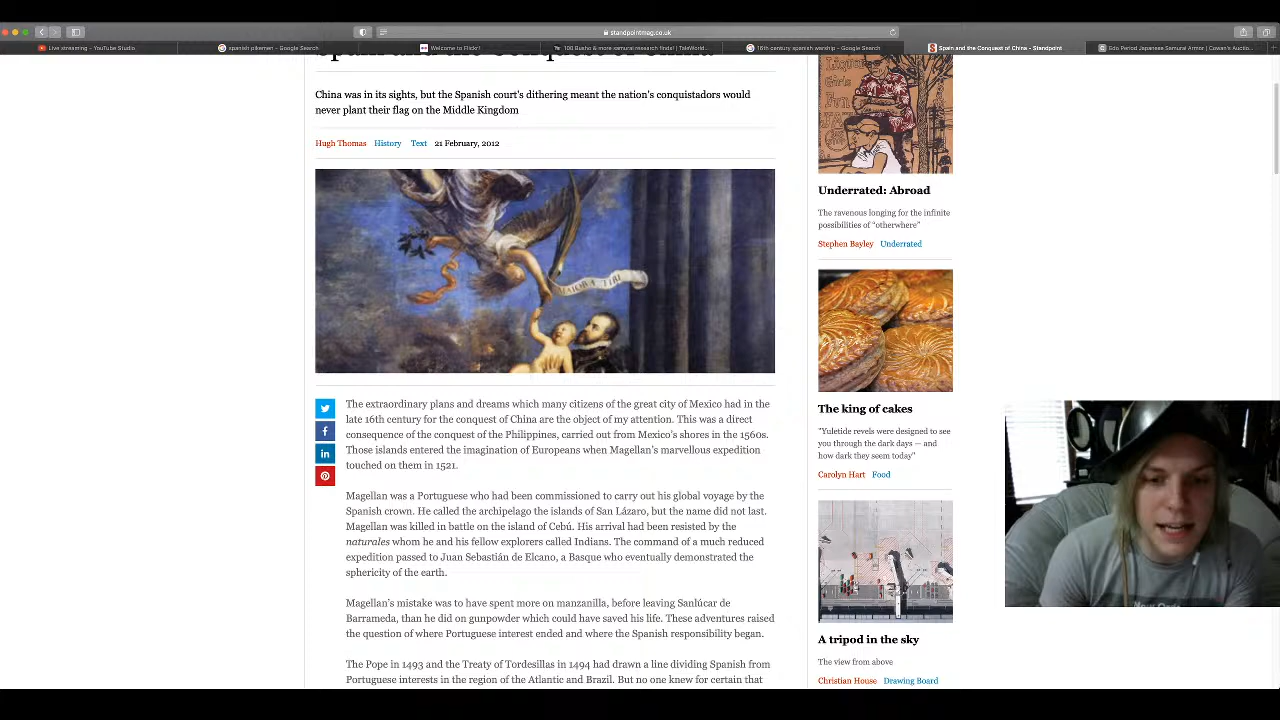 standpointmag.co.uk
Live streaming - YouTube Studio
spanish pikemen - Google Search
Welcome to Flickr!
100 Busho & more samurai research finds! | TaleWorld...
16th century spanish warship - Google Search
Spain and the Conquest of China - Standpoint
Edo Period Japanese Samurai Armor | Cowan's Auctio...
Spain and the Conquest of China
China was in its sights, but the Spanish court's dithering meant the nation's conquistadors would
never plant their flag on the Middle Kingdom
Hugh Thomas History Text 21 February, 2012
The extraordinary plans and dreams which many citizens of the great city of Mexico had in the
late 16th century for the conquest of China are the object of my attention. This was a direct
consequence of the conquest of the Philippines, carried out from Mexico's shores in the 1560s.
Those islands entered the imagination of Europeans when Magellan's marvellous expedition
touched on them in 1521.
Magellan was a Portuguese who had been commissioned to carry out his global voyage by the
Spanish crown. He called the archipelago the islands of San Lázaro, but the name did not last.
Magellan was killed in battle on the island of Cebú. His arrival had been resisted by the
naturales whom he and his fellow explorers called Indians. The command of a much reduced
expedition passed to Juan Sebastián de Elcano, a Basque who eventually demonstrated the
sphericity of the earth.
Magellan's mistake was to have spent more on manzanilla, before leaving Sanlúcar de
Barrameda, than he did on gunpowder which could have saved his life. These adventures raised
the question of where Portuguese interest ended and where the Spanish responsibility began.
The Pope in 1493 and the Treaty of Tordesillas in 1494 had drawn a line dividing Spanish from
Portuguese interests in the region of the Atlantic and Brazil. But no one knew for certain that
Underrated: Abroad
The ravenous longing for the infinite
possibilities of "otherwhere"
Stephen Bayley Underrated
The king of cakes
"Yuletide revels were designed to see
you through the dark days — and
how dark they seem today"
Carolyn Hart Food
A tripod in the sky
The view from above
Christian House Drawing Board